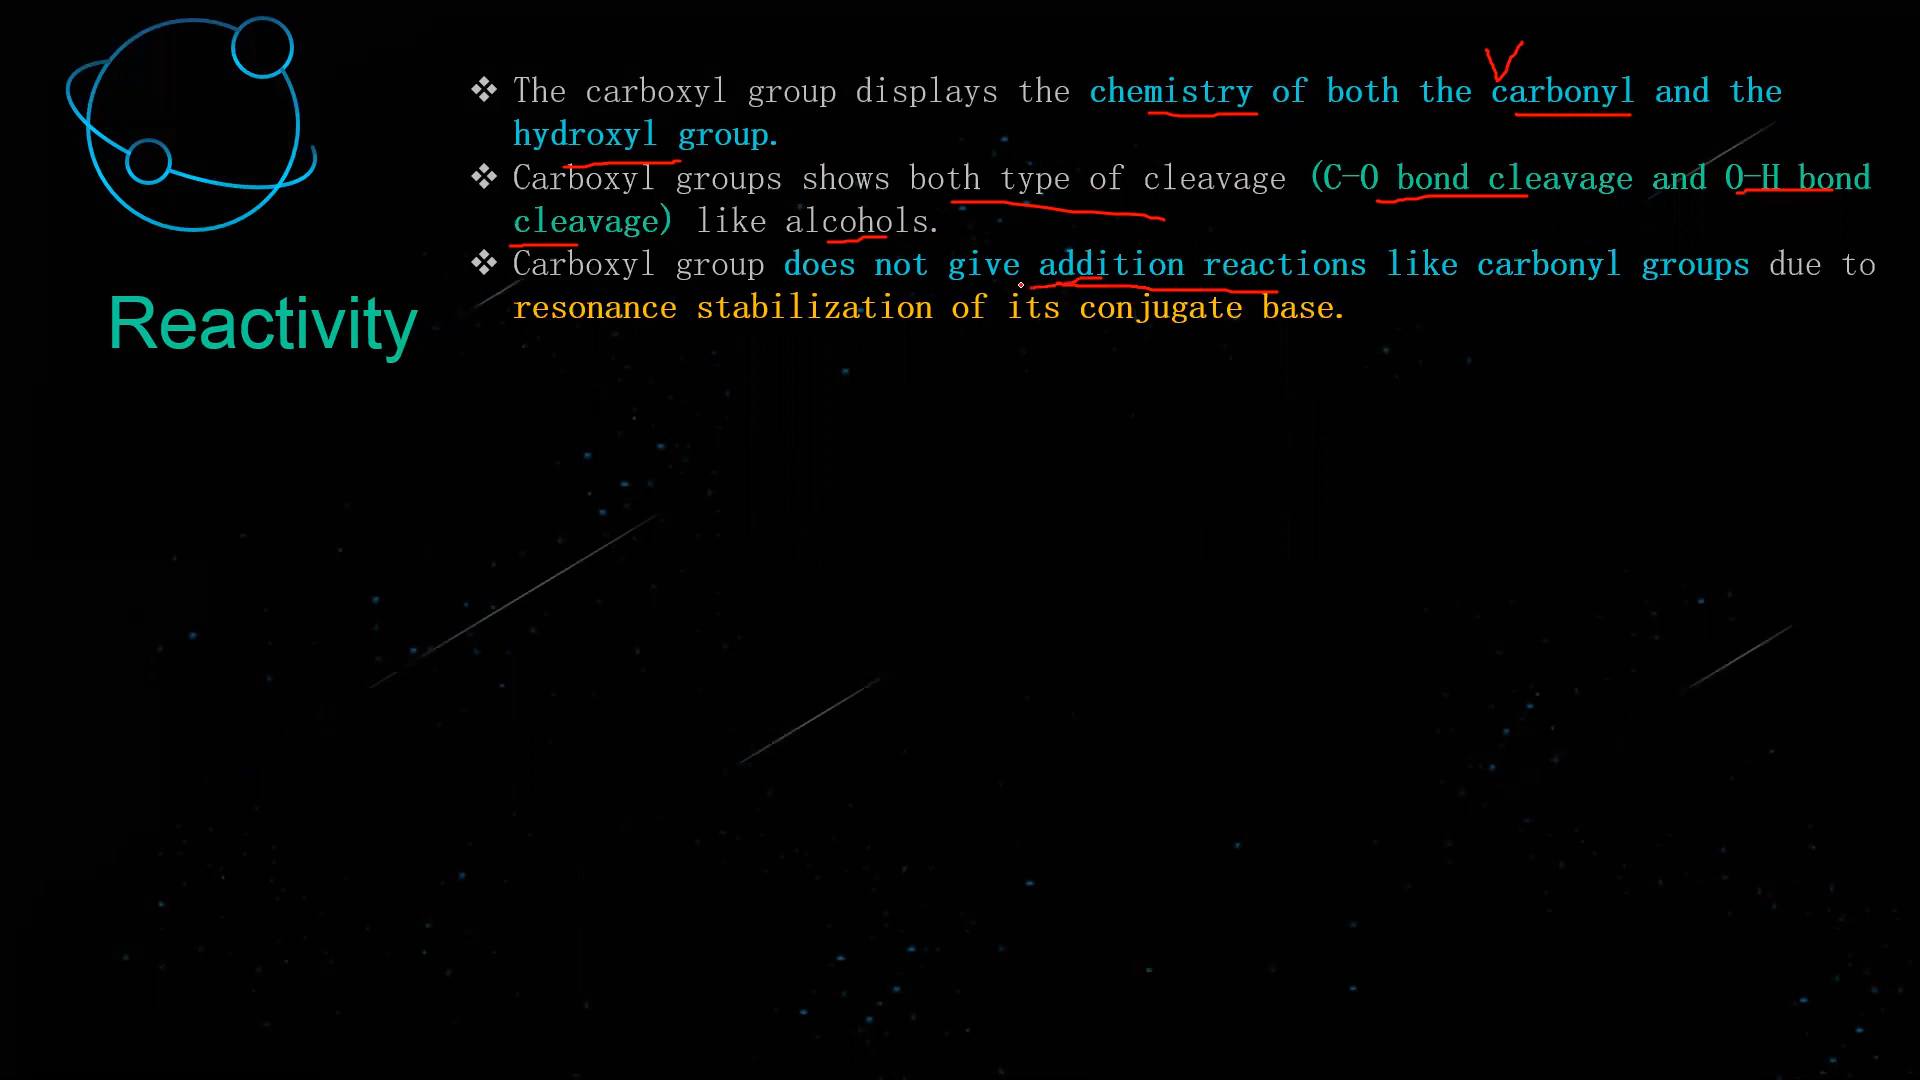 The carboxyl group displays the chemistry of both the carbonyl and the
hydroxyl group.
Carboxyl groups shows both type of cleavage (C-O bond cleavage and O-H bond
cleavage) like alcohols.
Carboxyl group does not give addition reactions like carbonyl groups due to
resonance stabilization of its conjugate base.
Reactivity